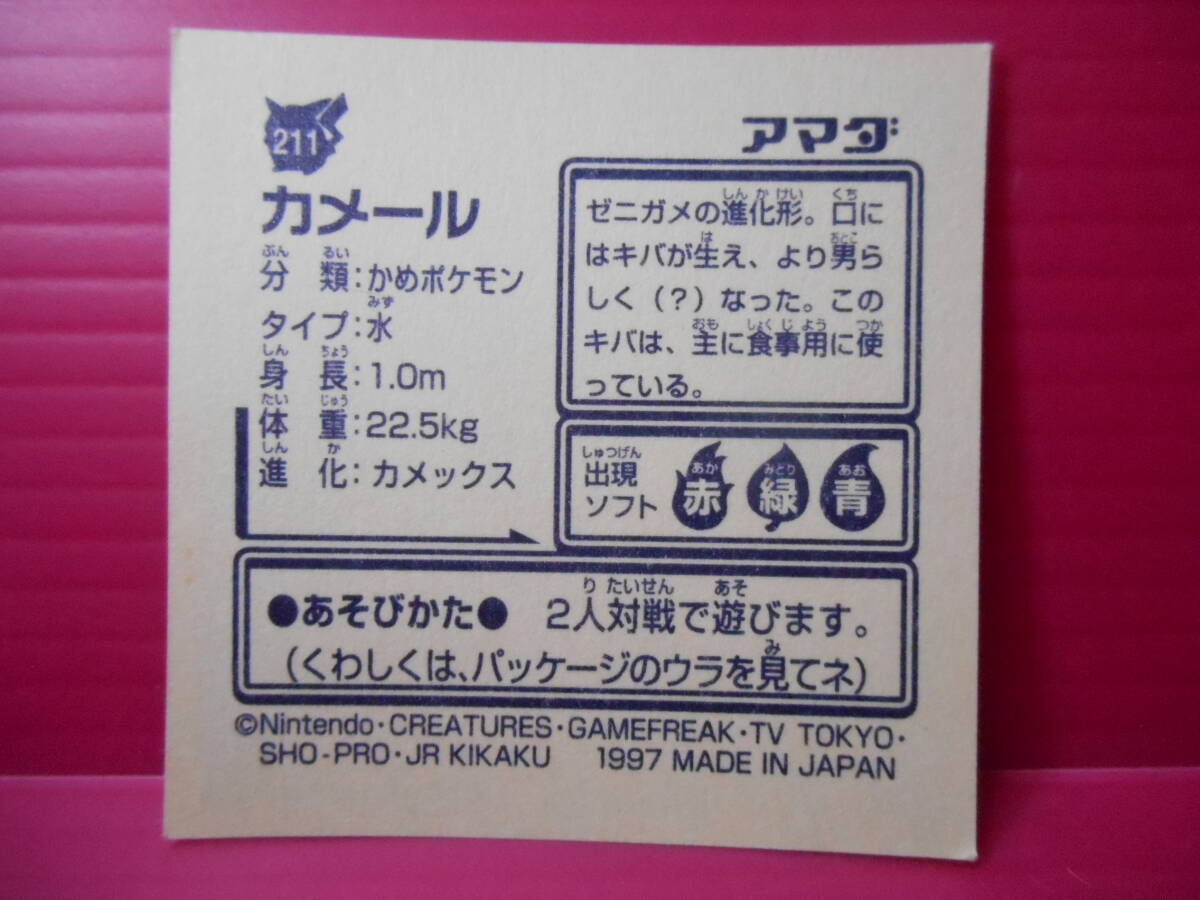 211
カメール
分類:かめポケモン
タイプ:水
身長:1.0m
体重:22.5kg
進化:カメックス
アマダ
ゼニガメの進化形。口に
はキバが生え、より男ら
しく(?)なった。この
キバは、主に食事用に使
っている。
出現
ソフト 赤 緑 青
●あそびかた● 2人対戦で遊びます。
(くわしくは、パッケージのウラを見てネ)
©Nintendo・CREATURES・GAMEFREAK・TV TOKYO・
SHO-PRO・JR KIKAKU 1997 MADE IN JAPAN